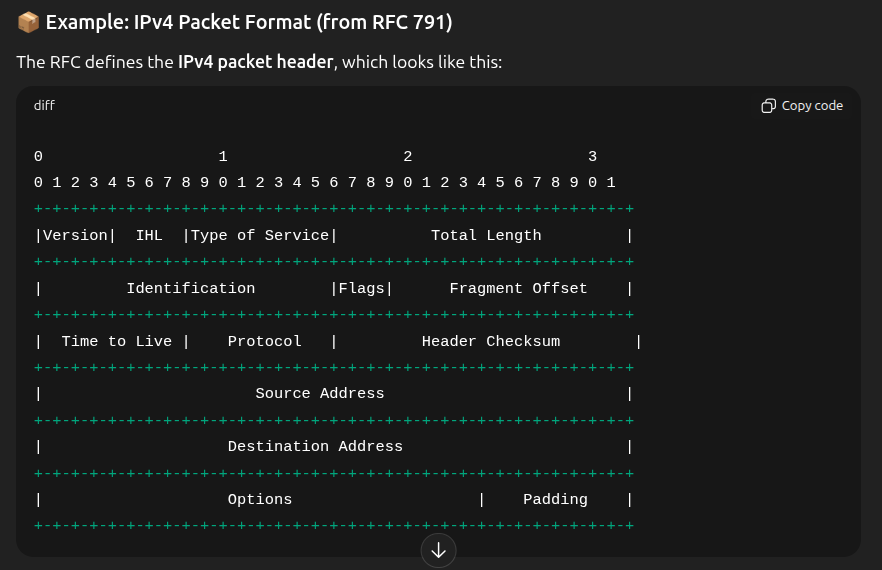 📦 Example: IPv4 Packet Format (from RFC 791)
The RFC defines the IPv4 packet header, which looks like this:
diff
Copy code
0                   1                   2                   3
0 1 2 3 4 5 6 7 8 9 0 1 2 3 4 5 6 7 8 9 0 1 2 3 4 5 6 7 8 9 0 1
+-+-+-+-+-+-+-+-+-+-+-+-+-+-+-+-+-+-+-+-+-+-+-+-+-+-+-+-+-+-+-+-+
|Version|  IHL  |Type of Service|          Total Length         |
+-+-+-+-+-+-+-+-+-+-+-+-+-+-+-+-+-+-+-+-+-+-+-+-+-+-+-+-+-+-+-+-+
|         Identification        |Flags|      Fragment Offset    |
+-+-+-+-+-+-+-+-+-+-+-+-+-+-+-+-+-+-+-+-+-+-+-+-+-+-+-+-+-+-+-+-+
|  Time to Live |    Protocol   |         Header Checksum        |
+-+-+-+-+-+-+-+-+-+-+-+-+-+-+-+-+-+-+-+-+-+-+-+-+-+-+-+-+-+-+-+-+
|                       Source Address                          |
+-+-+-+-+-+-+-+-+-+-+-+-+-+-+-+-+-+-+-+-+-+-+-+-+-+-+-+-+-+-+-+-+
|                    Destination Address                        |
+-+-+-+-+-+-+-+-+-+-+-+-+-+-+-+-+-+-+-+-+-+-+-+-+-+-+-+-+-+-+-+-+
|                    Options                    |    Padding    |
+-+-+-+-+-+-+-+-+-+-+-+-+-+-+-+-+-+-+-+-+-+-+-+-+-+-+-+-+-+-+-+-+